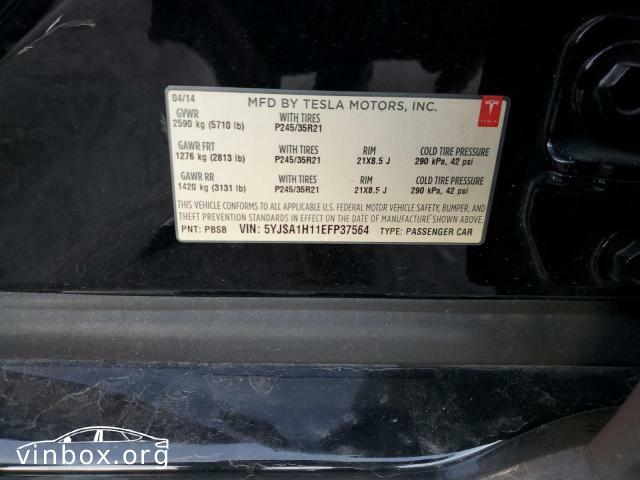 04/14 MFD BY TESLA MOTORS, INC.
GVWR WITH TIRES
2590 kg (5710 lb) P245/35R21
GAWR FRT WITH TIRES RIM COLD TIRE PRESSURE
1276 kg (2813 lb) P245/35R21 21X8.5 J 290 kPa, 42 psi
GAWR RR WITH TIRES RIM COLD TIRE PRESSURE
1420 kg (3131 lb) P245/35R21 21X8.5 J 290 kPa, 42 psi
THIS VEHICLE CONFORMS TO ALL APPLICABLE U.S. FEDERAL MOTOR VEHICLE SAFETY, BUMPER, AND
THEFT PREVENTION STANDARDS IN EFFECT ON THE DATE OF MANUFACTURE SHOWN ABOVE.
PNT: PBSB VIN: 5YJSA1H11EFP37564 TYPE: PASSENGER CAR
TESLA
vinbox.org